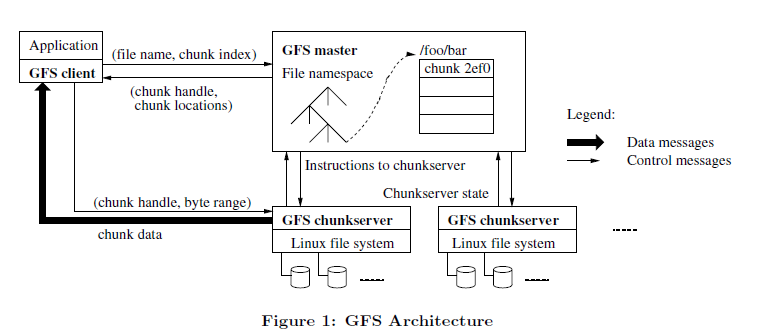 Application
GFS client
(file name, chunk index)
(chunk handle,
chunk locations)
GFS master
File namespace
/foo/bar
chunk 2ef0
Legend:
Data messages
Control messages
Instructions to chunkserver
Chunkserver state
(chunk handle, byte range)
chunk data
GFS chunkserver
Linux file system
GFS chunkserver
Linux file system
Figure 1: GFS Architecture